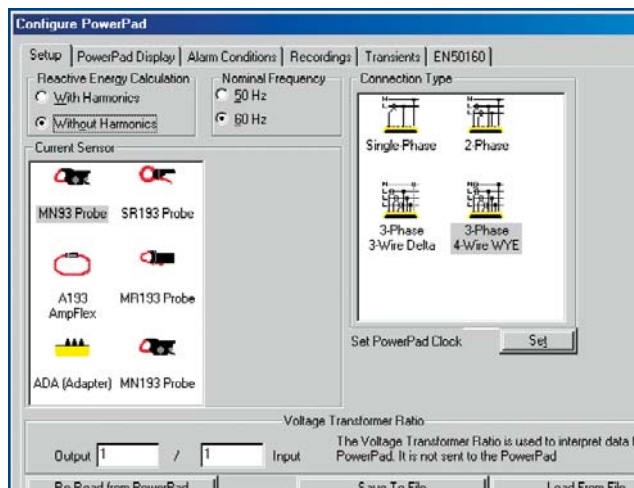 Configure PowerPad
Setup PowerPad Display Alarm Conditions Recordings Transients EN50160
Reactive Energy Calculation
With Harmonics
Without Harmonics
Nominal Frequency
50 Hz
60 Hz
Connection Type
Single-Phase 2-Phase
3-Phase 3-Phase
3-Wire Delta 4-Wire WYE
Current Sensor
MN93 Probe SR193 Probe
A193 MR193 Probe
AmpFlex
ADA (Adapter) MN193 Probe
Set PowerPad Clock Set
Voltage Transformer Ratio
Output 1 / 1 Input
The Voltage Transformer Ratio is used to interpret data
PowerPad. It is not sent to the PowerPad
Re-Read from PowerPad Save To File Load From File